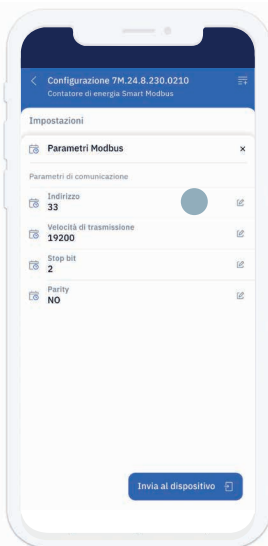 Configurazione 7M.24.8.230.0210
Contatore di energia Smart Modbus
Impostazioni
Parametri Modbus
Parametri di comunicazione
Indirizzo
33
Velocità di trasmissione
19200
Stop bit
2
Parity
NO
Invia al dispositivo